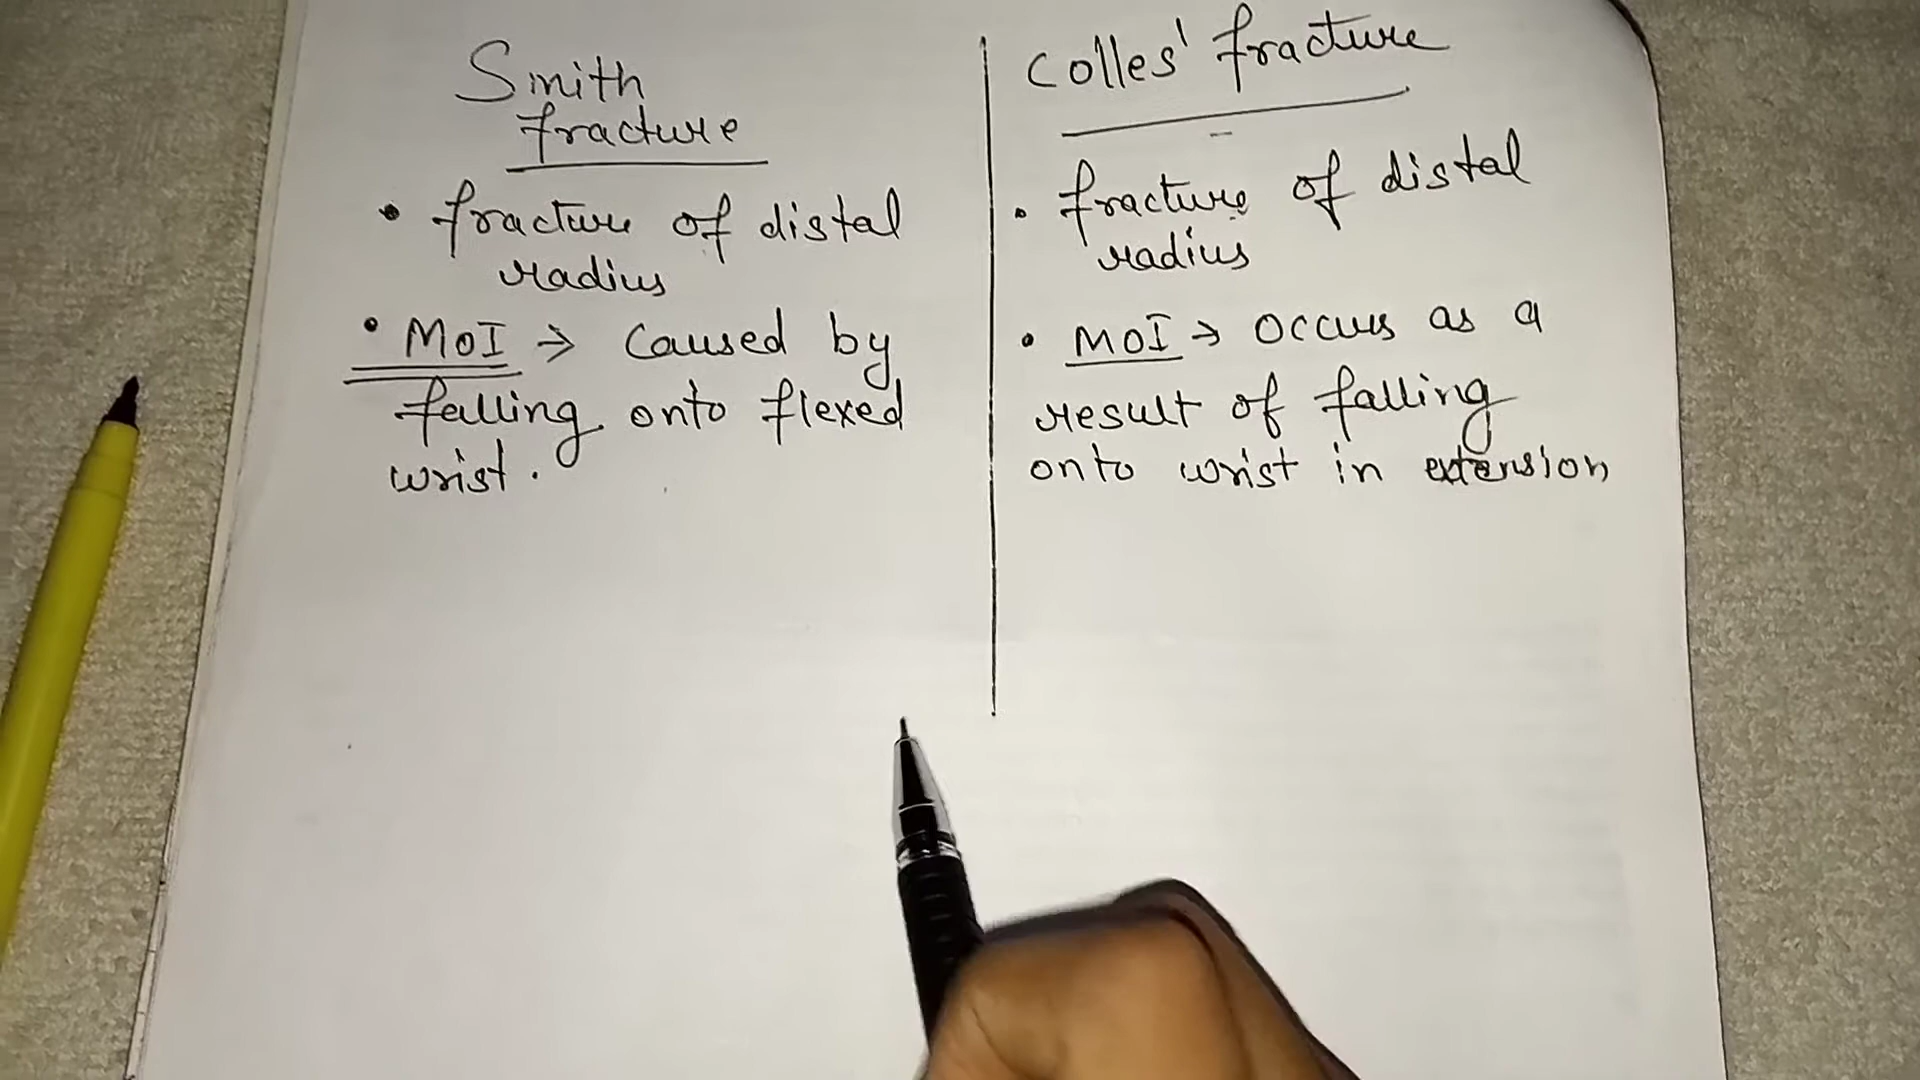 Smith
fracture
• fracture of distal
radius
• MOI → caused by
falling onto flexed
wrist.
Colles' fracture
• fracture of distal
radius
• MOI → occurs as a
result of falling
onto wrist in extension